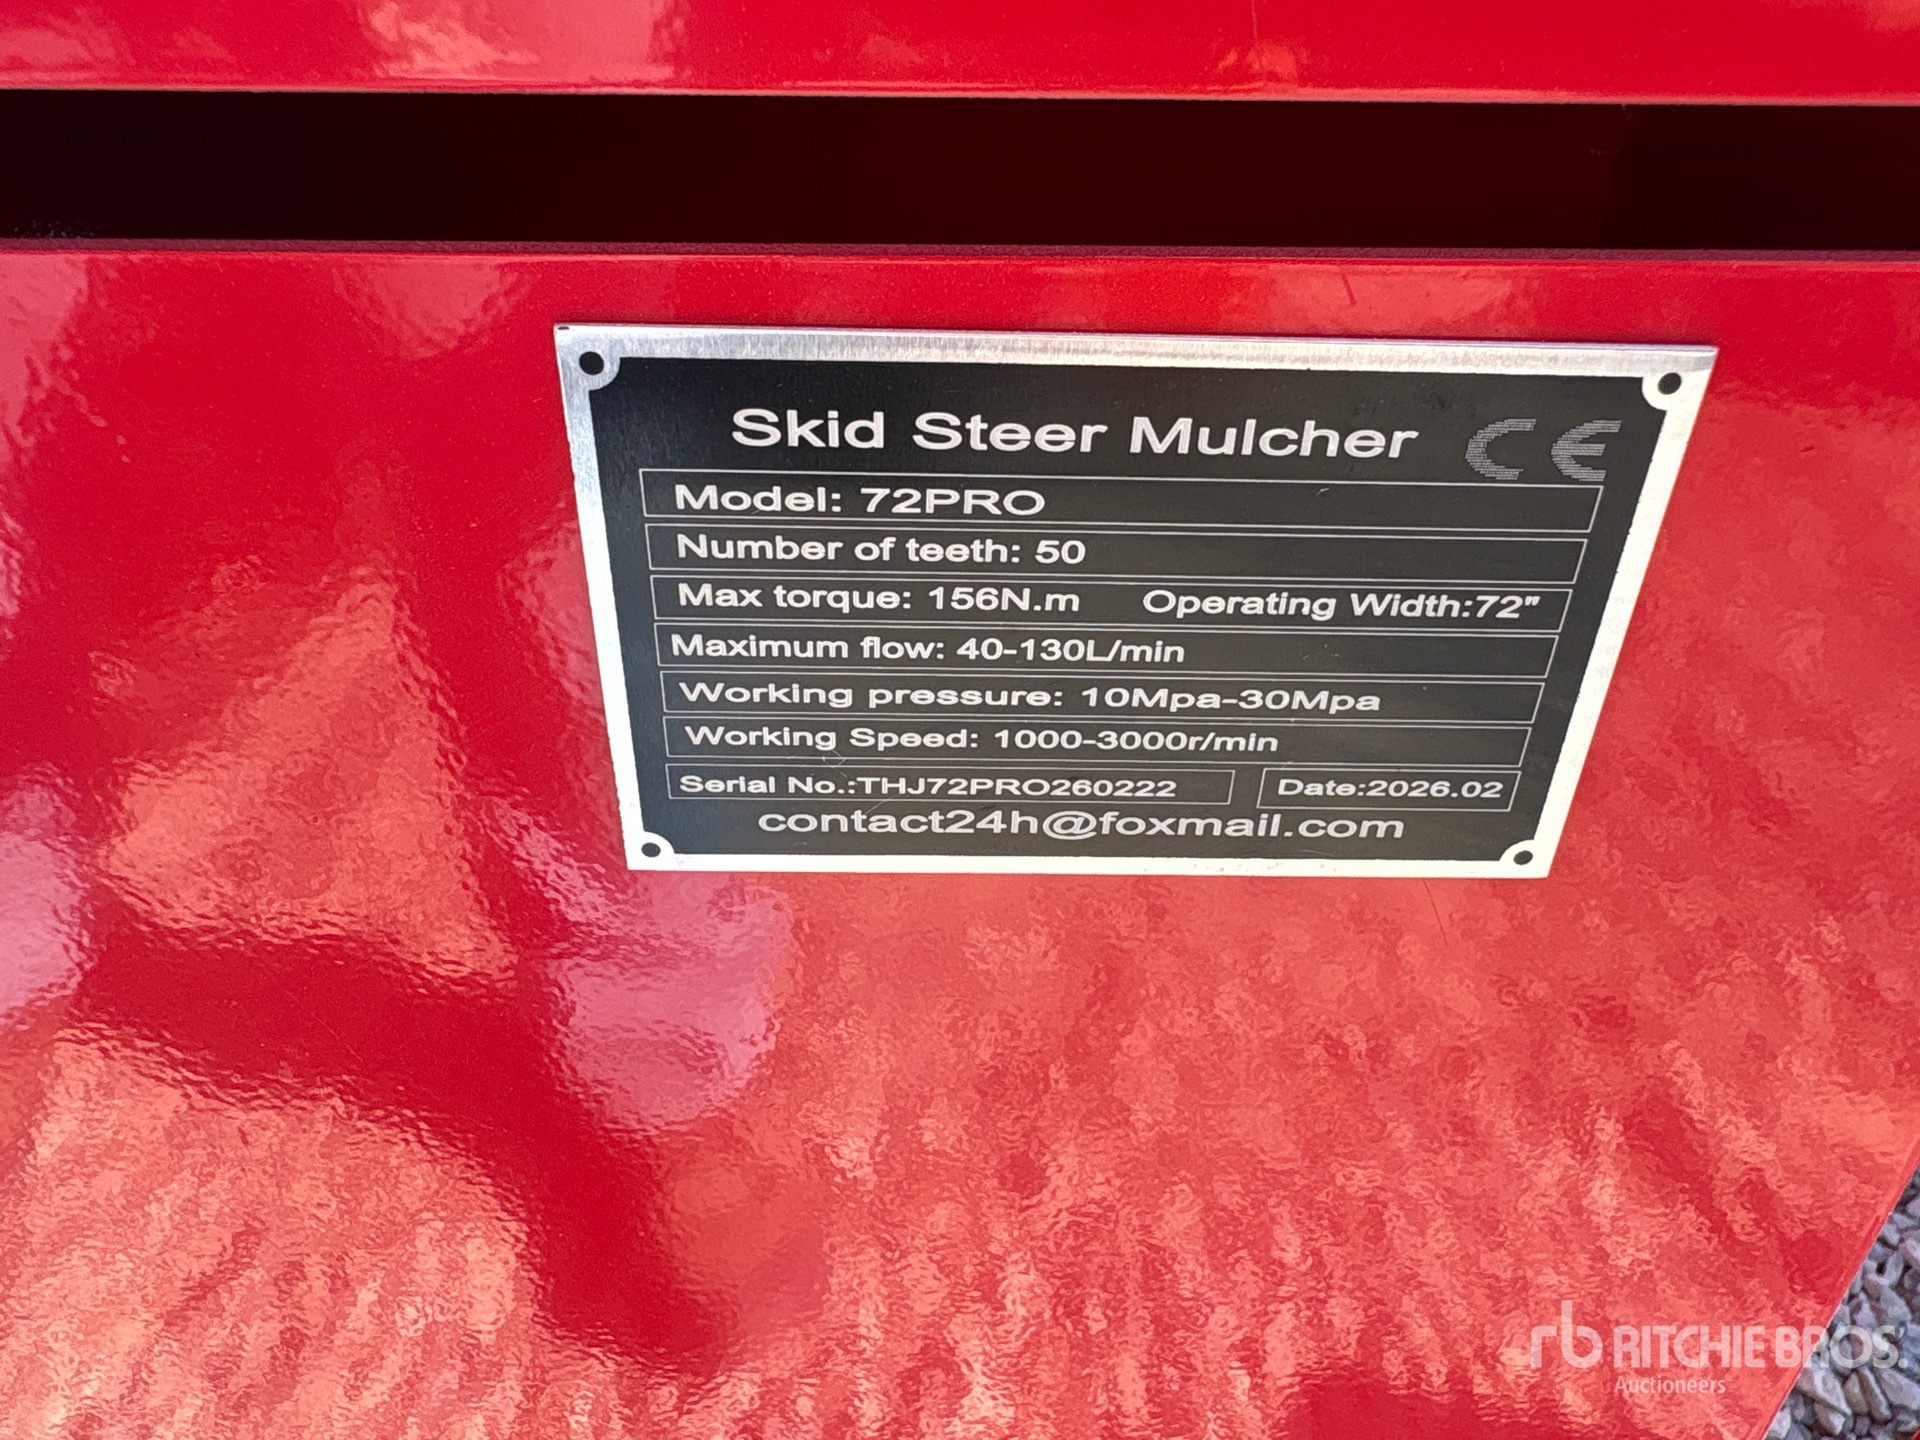 Skid Steer Mulcher CE
Model: 72PRO
Number of teeth: 50
Max torque: 156N.m Operating Width:72"
Maximum flow: 40-130L/min
Working pressure: 10Mpa-30Mpa
Working Speed: 1000-3000r/min
Serial No.:THJ72PRO260222 Date:2026.02
contact24h@foxmail.com
rb RITCHIE BROS.
Auctioneers